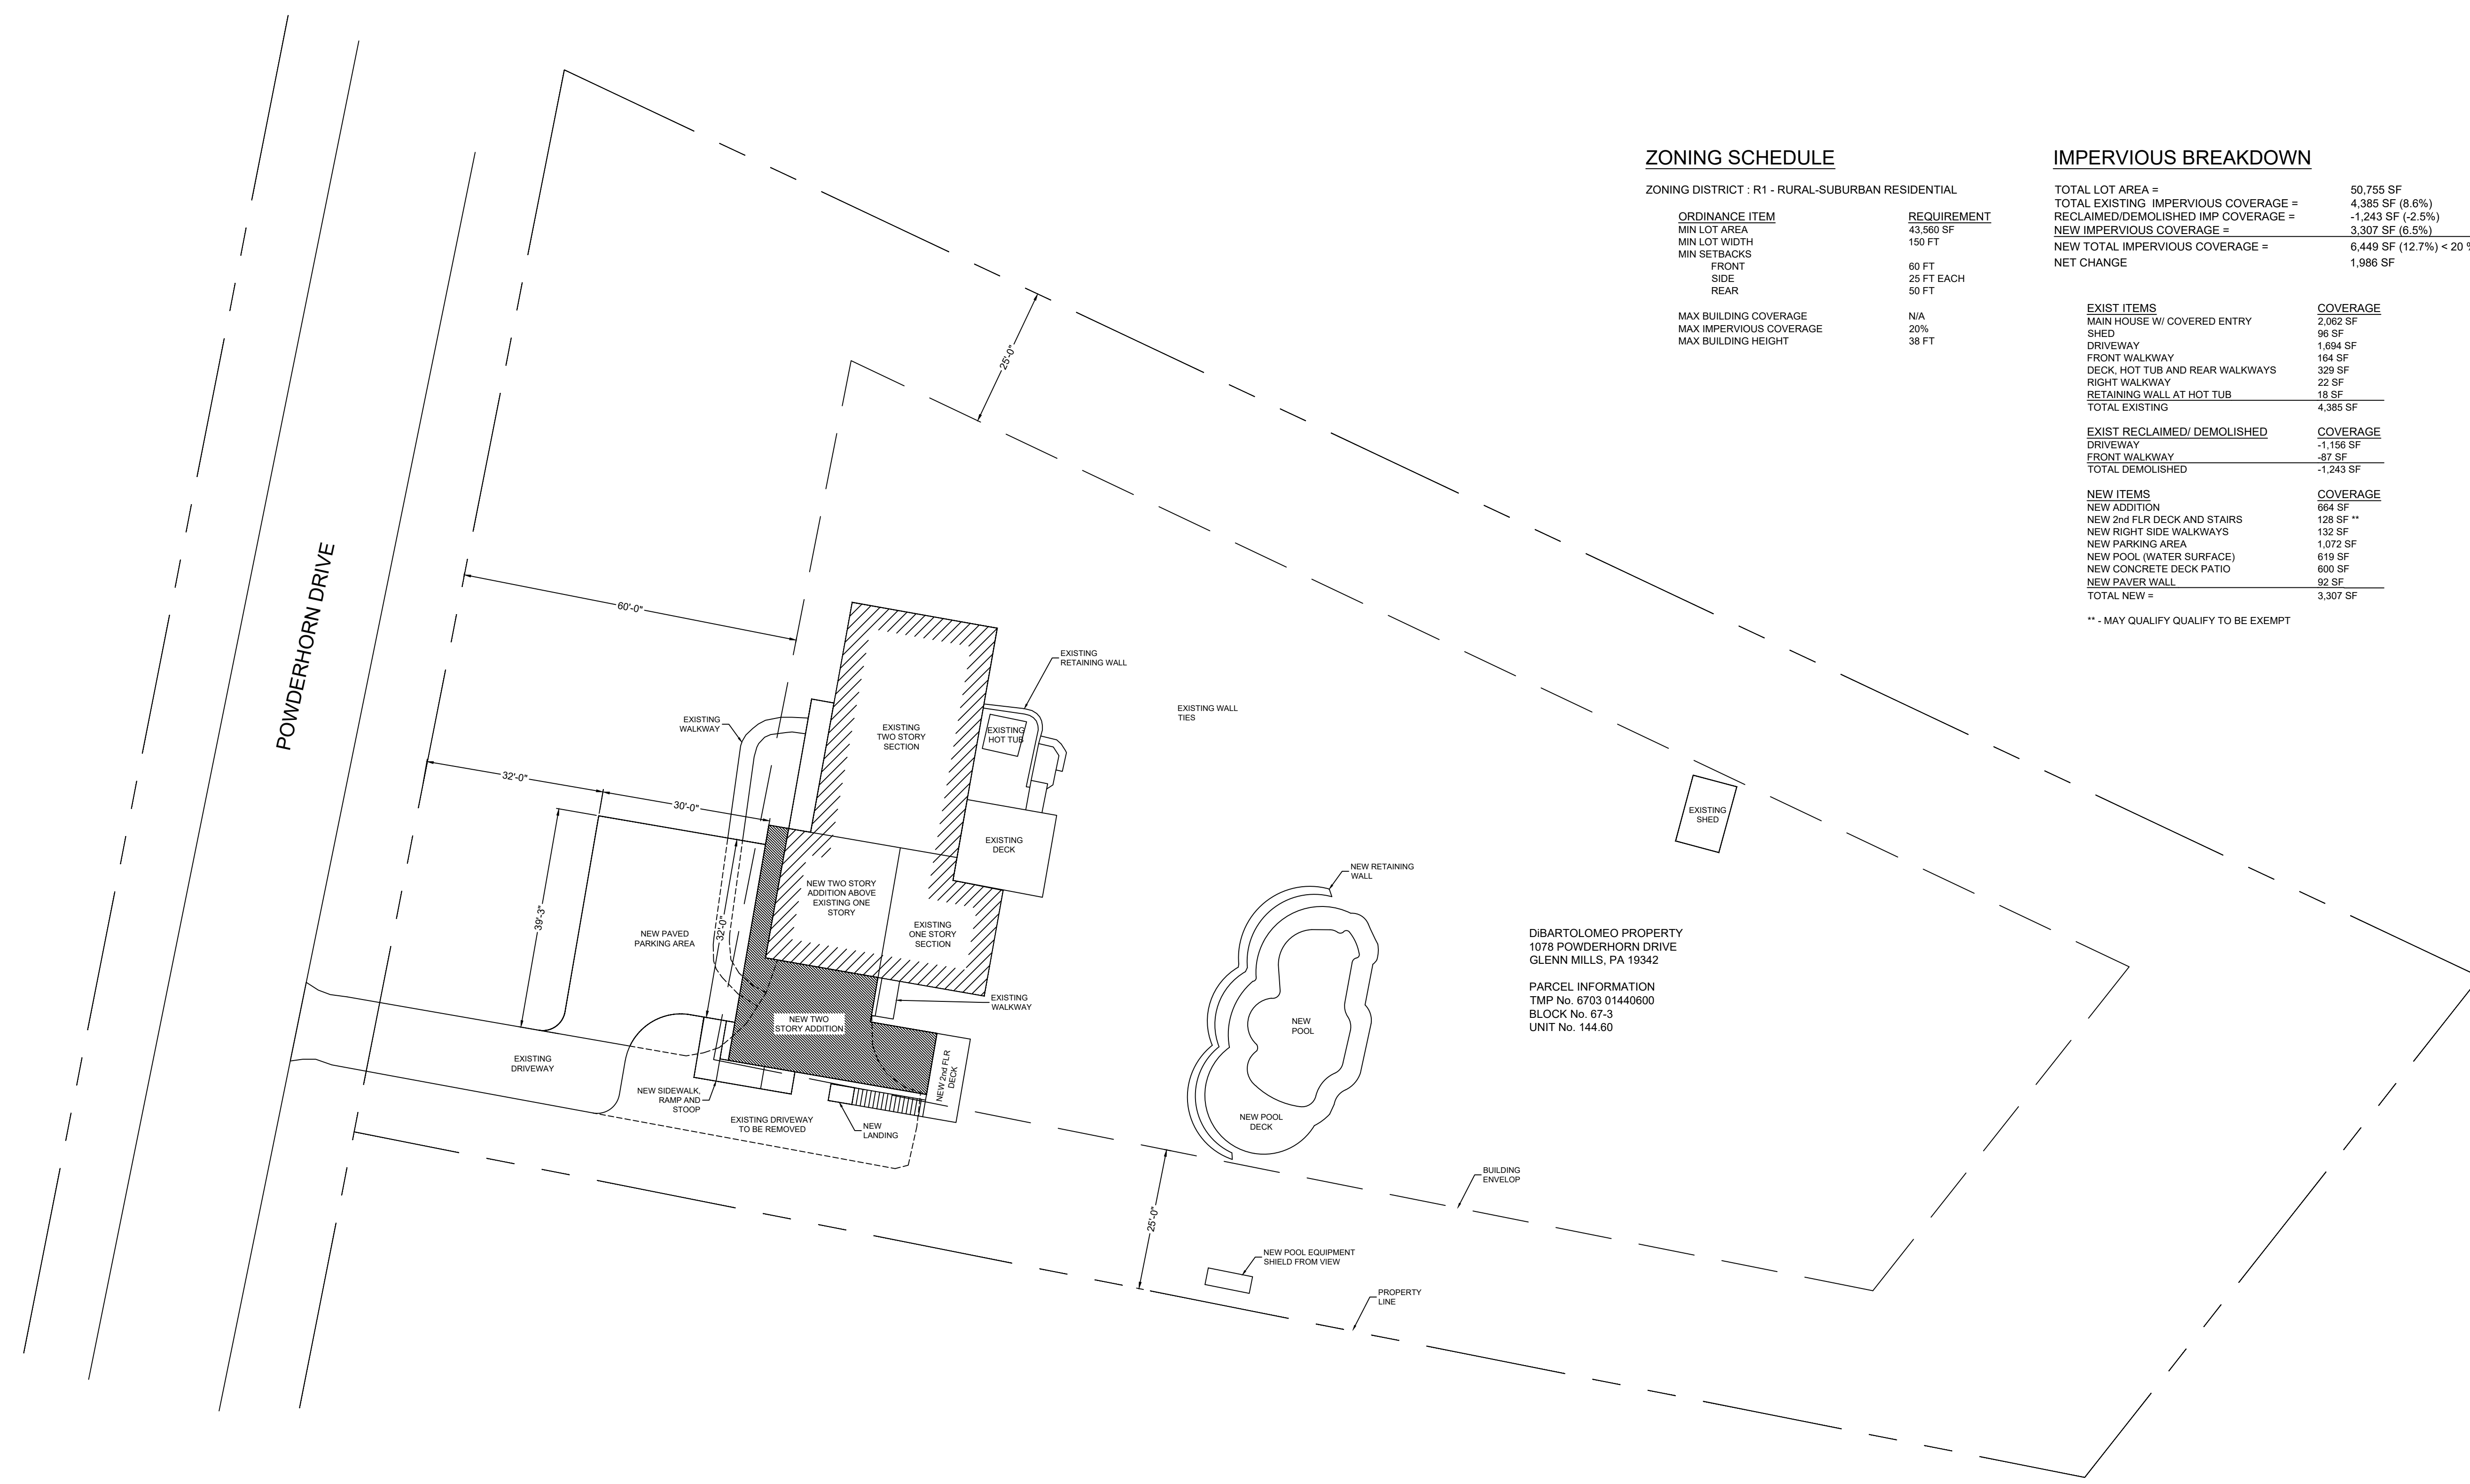 ZONING SCHEDULE
ZONING DISTRICT : R1 - RURAL-SUBURBAN RESIDENTIAL
ORDINANCE ITEM REQUIREMENT
MIN LOT AREA 43,560 SF
MIN LOT WIDTH 150 FT
MIN SETBACKS
FRONT 60 FT
SIDE 25 FT EACH
REAR 50 FT
MAX BUILDING COVERAGE N/A
MAX IMPERVIOUS COVERAGE 20%
MAX BUILDING HEIGHT 38 FT
IMPERVIOUS BREAKDOWN
TOTAL LOT AREA = 50,755 SF
TOTAL EXISTING IMPERVIOUS COVERAGE = 4,385 SF (8.6%)
RECLAIMED/DEMOLISHED IMP COVERAGE = -1,243 SF (-2.5%)
NEW IMPERVIOUS COVERAGE = 3,307 SF (6.5%)
NEW TOTAL IMPERVIOUS COVERAGE = 6,449 SF (12.7%) < 20 %
NET CHANGE 1,986 SF
EXIST ITEMS COVERAGE
MAIN HOUSE W/ COVERED ENTRY 2,062 SF
SHED 96 SF
DRIVEWAY 1,694 SF
FRONT WALKWAY 164 SF
DECK, HOT TUB AND REAR WALKWAYS 329 SF
RIGHT WALKWAY 22 SF
RETAINING WALL AT HOT TUB 18 SF
TOTAL EXISTING 4,385 SF
EXIST RECLAIMED/ DEMOLISHED COVERAGE
DRIVEWAY -1,156 SF
FRONT WALKWAY -87 SF
TOTAL DEMOLISHED -1,243 SF
NEW ITEMS COVERAGE
NEW ADDITION 664 SF
NEW 2nd FLR DECK AND STAIRS 128 SF **
NEW RIGHT SIDE WALKWAYS 132 SF
NEW PARKING AREA 1,072 SF
NEW POOL (WATER SURFACE) 619 SF
NEW CONCRETE DECK PATIO 600 SF
NEW PAVER WALL 92 SF
TOTAL NEW = 3,307 SF
** - MAY QUALIFY QUALIFY TO BE EXEMPT
25'-0"
POWDERHORN DRIVE
60'-0"
EXISTING
RETAINING WALL
EXISTING WALL
TIES
EXISTING
WALKWAY
EXISTING
TWO STORY
SECTION
EXISTING
HOT TUB
32'-0"
30'-0"
EXISTING
SHED
EXISTING
DECK
NEW RETAINING
WALL
NEW TWO STORY
ADDITION ABOVE
EXISTING ONE
STORY
39'-3"
32'-0"
NEW PAVED
PARKING AREA
EXISTING
ONE STORY
SECTION
DiBARTOLOMEO PROPERTY
1078 POWDERHORN DRIVE
GLENN MILLS, PA 19342
PARCEL INFORMATION
TMP No. 6703 01440600
BLOCK No. 67-3
UNIT No. 144.60
EXISTING
WALKWAY
NEW TWO
STORY ADDITION
NEW
POOL
EXISTING
DRIVEWAY
NEW 2nd FLR
DECK
NEW SIDEWALK,
RAMP AND
STOOP
EXISTING DRIVEWAY
TO BE REMOVED
NEW
LANDING
NEW POOL
DECK
BUILDING
ENVELOP
25'-0"
NEW POOL EQUIPMENT
SHIELD FROM VIEW
PROPERTY
LINE